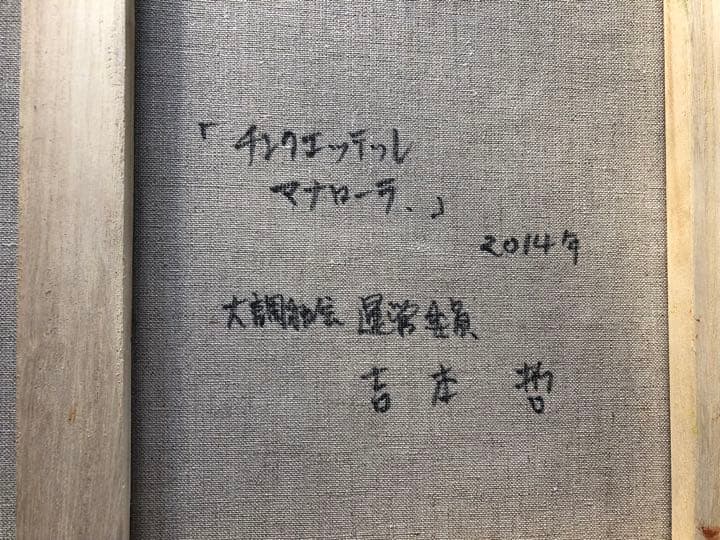 「チンクエッテッレ
マナローラ.」
2014年
大調和会 運営委員
吉本 哲